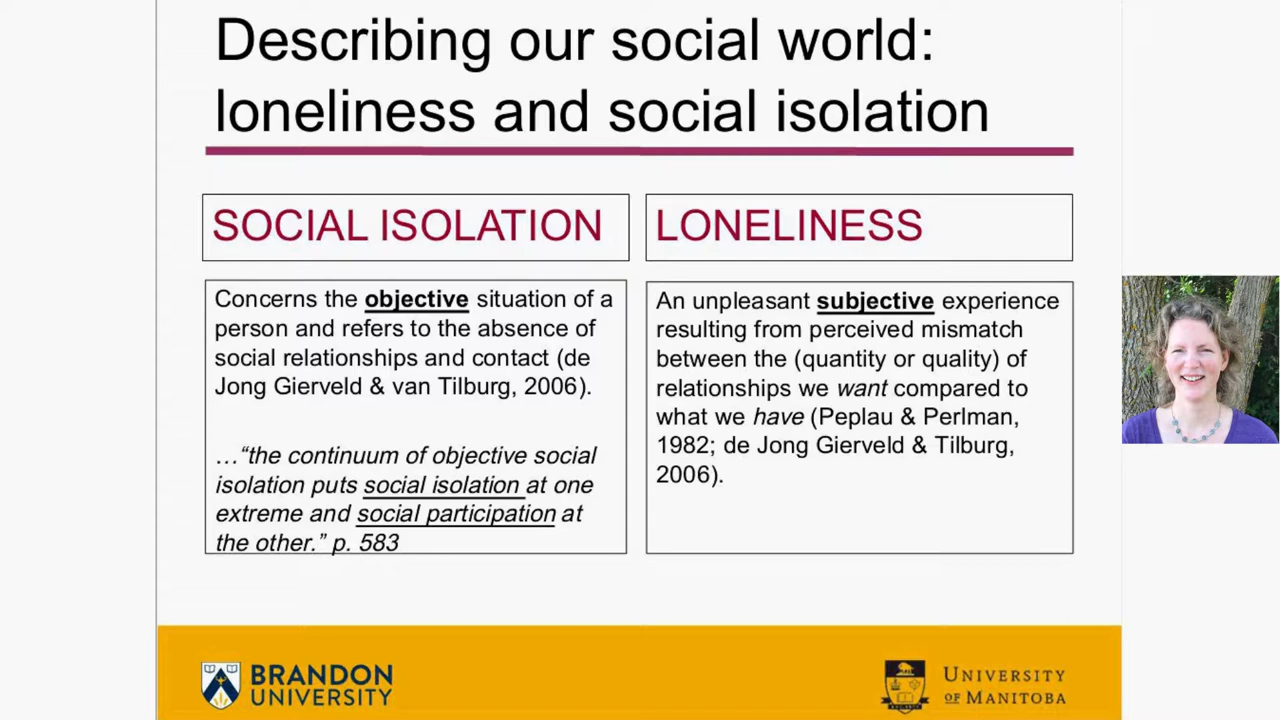 Describing our social world:
loneliness and social isolation
SOCIAL ISOLATION
Concerns the objective situation of a
person and refers to the absence of
social relationships and contact (de
Jong Gierveld & van Tilburg, 2006).
…“the continuum of objective social
isolation puts social isolation at one
extreme and social participation at
the other.” p. 583
LONELINESS
An unpleasant subjective experience
resulting from perceived mismatch
between the (quantity or quality) of
relationships we want compared to
what we have (Peplau & Perlman,
1982; de Jong Gierveld & Tilburg,
2006).
BRANDON
UNIVERSITY
UNIVERSITY
OF MANITOBA